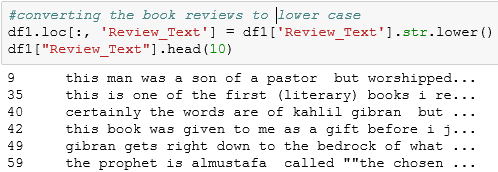 #converting the book reviews to lower case
df1.loc[:, 'Review_Text'] = df1['Review_Text'].str.lower()
df1["Review_Text"].head(10)
9      this man was a son of a pastor  but worshipped...
35     this is one of the first (literary) books i re...
40     certainly the words are of kahlil gibran  but ...
42     this book was given to me as a gift before i j...
49     gibran gets right down to the bedrock of what ...
59     the prophet is almustafa  called ""the chosen ...